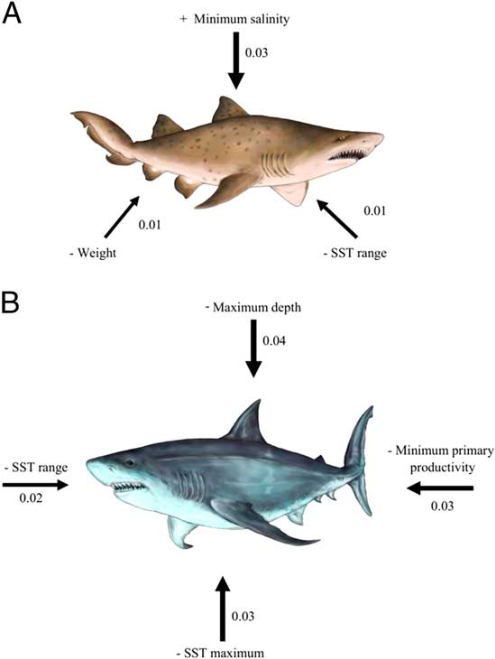 A
+ Minimum salinity
0.03
0.01
0.01
- Weight
- SST range
B
- Maximum depth
0.04
- SST range
0.02
- Minimum primary
productivity
0.03
0.03
- SST maximum